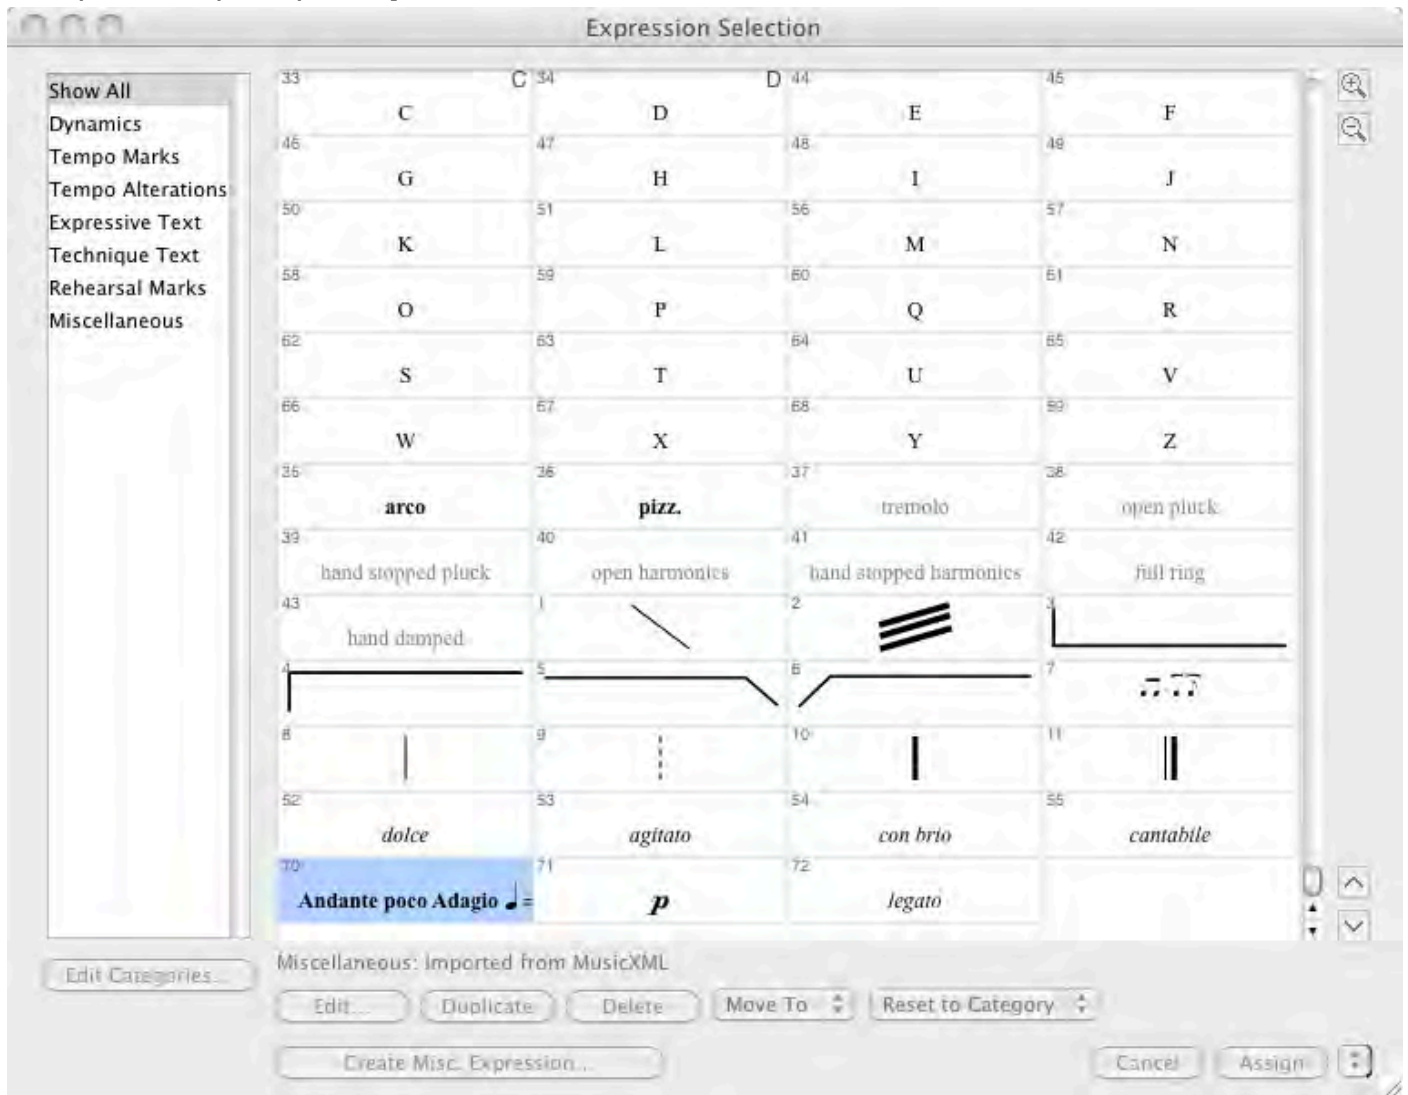 Expression Selection
Show All
Dynamics
Tempo Marks
Tempo Alterations
Expressive Text
Technique Text
Rehearsal Marks
Miscellaneous
33 C 34 D 44 45
C D E F
46 47 48 49
G H I J
50 51 56 57
K L M N
58 59 60 61
O P Q R
62 63 64 65
S T U V
66 67 68 69
W X Y Z
35 36 37 38
arco pizz. tremolo open pluck
39 40 41 42
hand stopped pluck open harmonics hand stopped harmonics full ring
43 1 2 3
hand damped
4 5 6 7
8 9 10 11
52 53 54 55
dolce agitato con brio cantabile
70 71 72
Andante poco Adagio ♩= p legato
Miscellaneous: Imported from MusicXML
Edit Categories... Edit... Duplicate Delete Move To Reset to Category
Create Misc. Expression... Cancel Assign